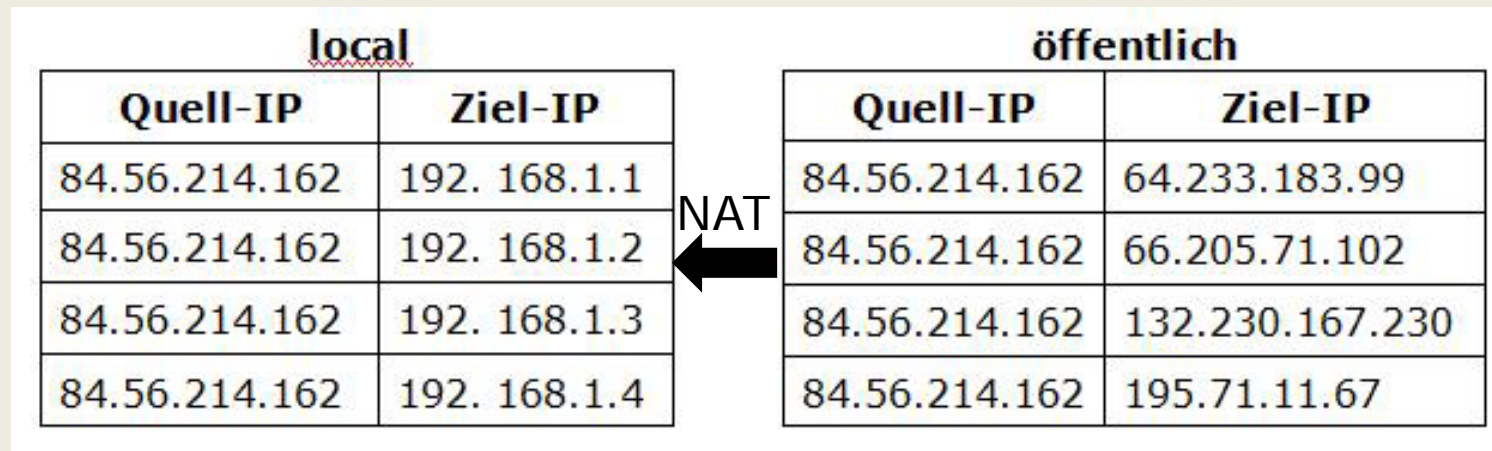 local öffentlich
Quell-IP Ziel-IP Quell-IP Ziel-IP
84.56.214.162 192. 168.1.1 84.56.214.162 64.233.183.99
NAT
84.56.214.162 192. 168.1.2 84.56.214.162 66.205.71.102
84.56.214.162 192. 168.1.3 84.56.214.162 132.230.167.230
84.56.214.162 192. 168.1.4 84.56.214.162 195.71.11.67